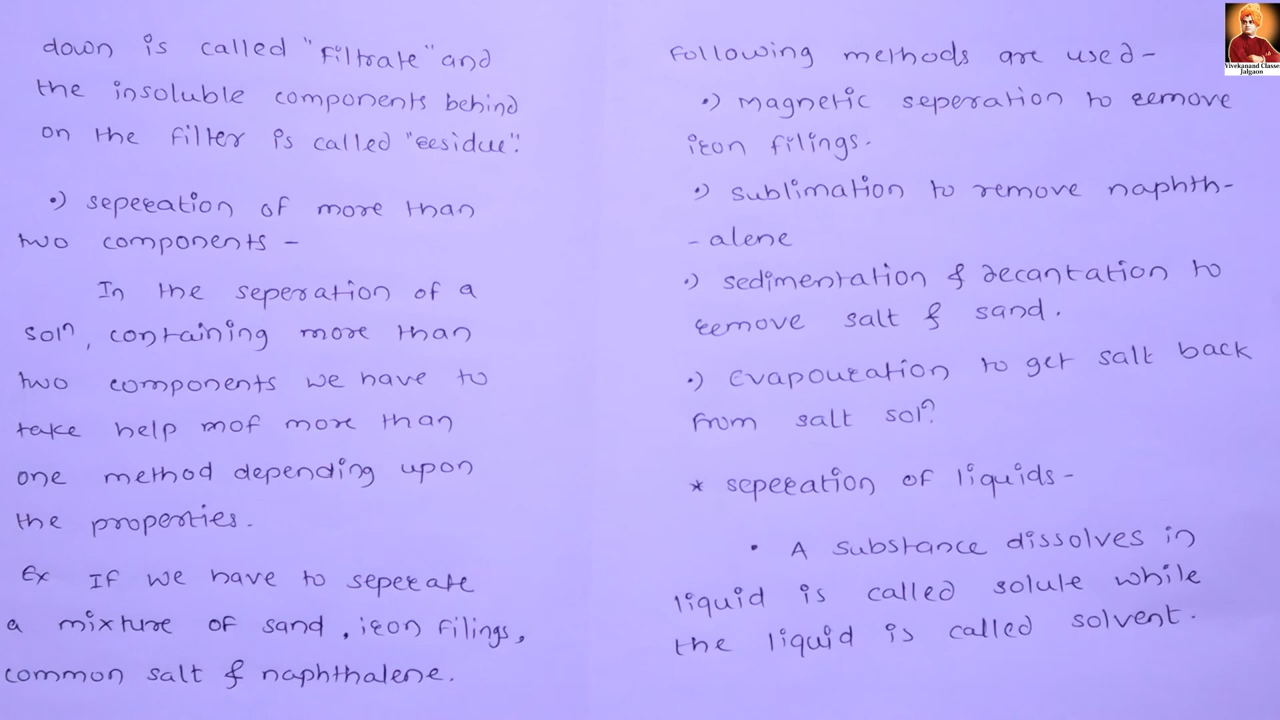 down is called "Filtrate" and
the insoluble components behind
on the filter is called "residue".
•) seperation of more than
two components -
In the seperation of a
solⁿ, containing more than
two components we have to
take help mof more than
one method depending upon
the properties.
Ex If we have to seperate
a mixture of sand, iron filings,
common salt & naphthalene.
Following methods are used -
•) Magnetic seperation to remove
iron filings.
•) sublimation to remove naphth-
- alene
•) sedimentation & decantation to
remove salt & sand.
•) Evapouration to get salt back
from salt solⁿ.
* seperation of liquids -
• A substance dissolves in
liquid is called solute while
the liquid is called solvent.
Vivekanand Classes
Jalgaon